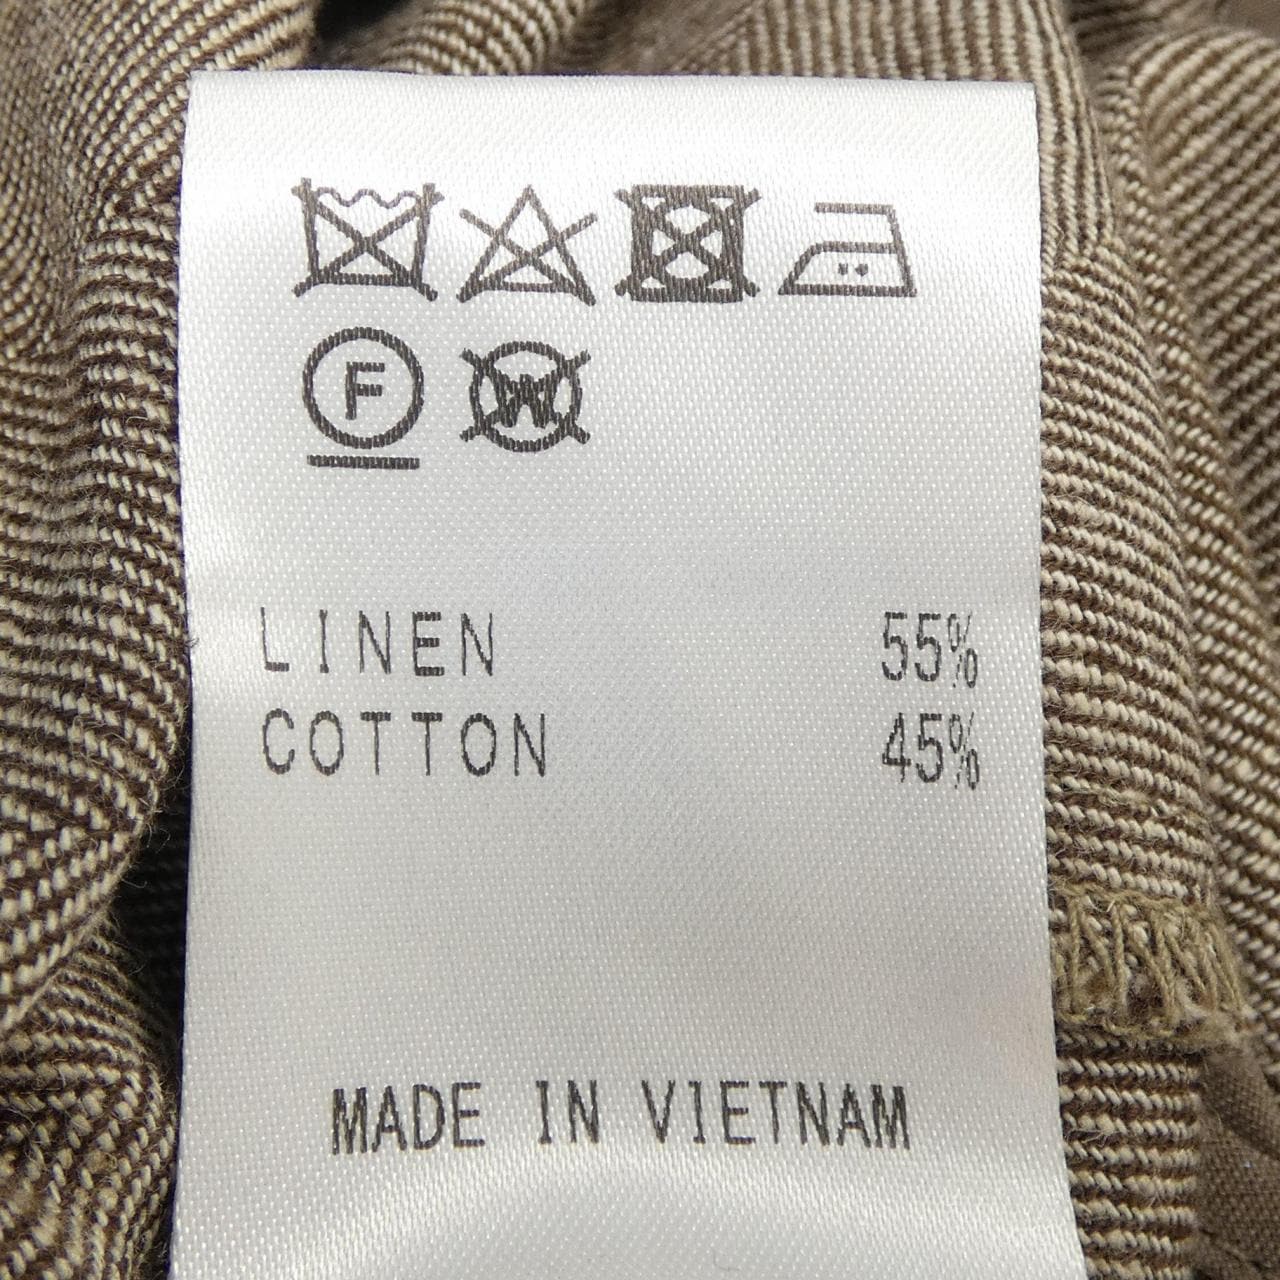 F W
LINEN 55%
COTTON 45%
MADE IN VIETNAM